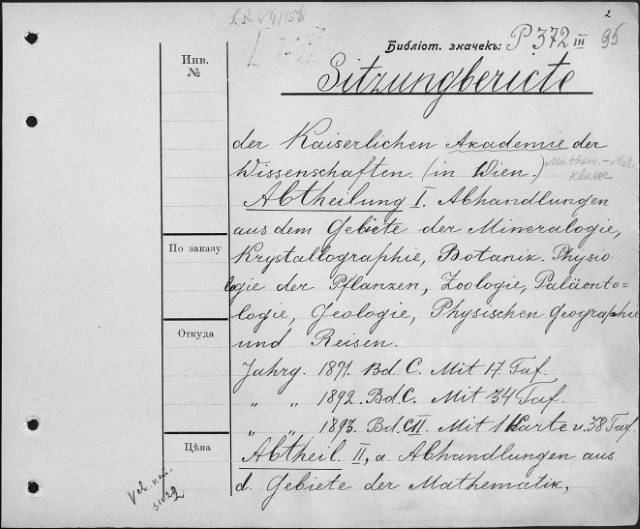 2
Библіот. значекъ: P. 372 III 95
Инв.
№
Sitzungbericte
der Kaiserlichen Akademie der
Wissenschaften. (in Wien.) Mathem.-Nat.
Klasse
Abtheilung I. Abhandlungen
aus dem Gebiete der Mineralogie,
По заказу
Krystallographie, Botanik. Physio
logie der Pflanzen, Zoologie, Paläonto=
logie, Geologie, Physischen Geographie
Откуда
und Reisen.
Jahrg. 1891. Bd. C. Mit 17 Taf.
„ „ 1892. Bd. C. Mit 34 Taf.
„ „ 1893. Bd. CII. Mit 1 Karte u. 38 Taf.
Цѣна
Abtheil. II, a. Abhandlungen aus
d. Gebiete der Mathematik,